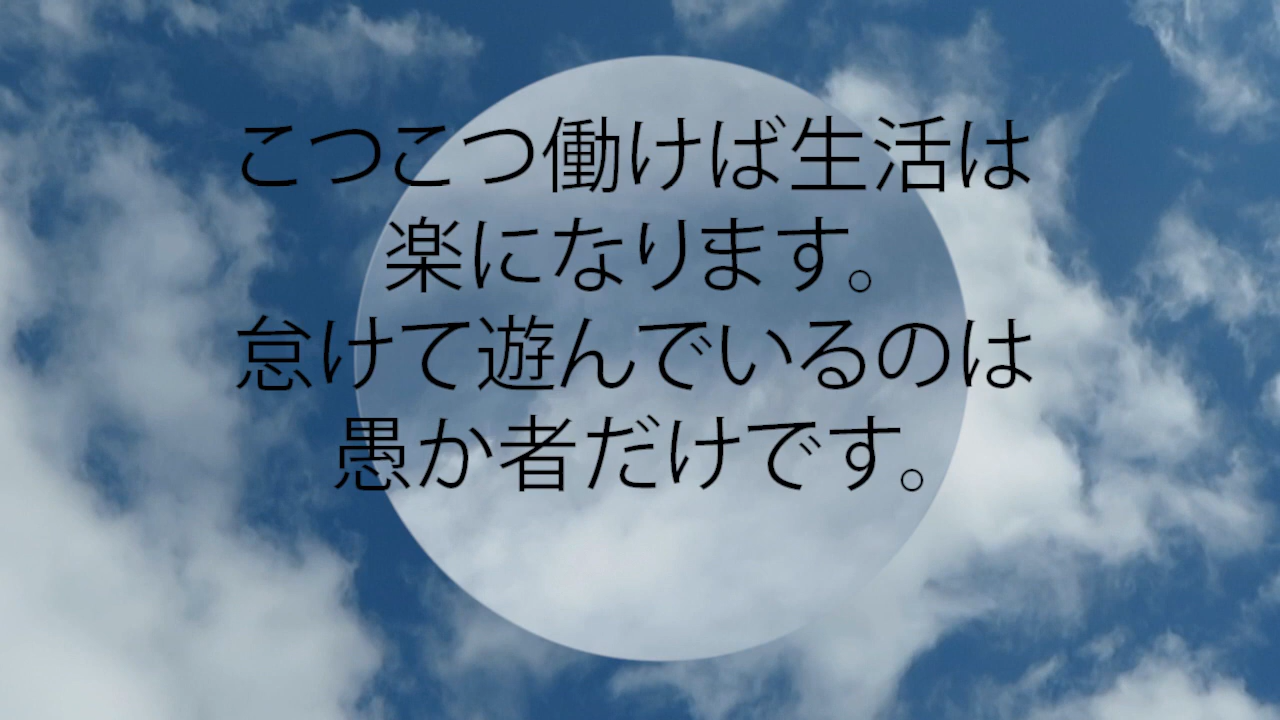 こつこつ働けば生活は
楽になります。
怠けて遊んでいるのは
愚か者だけです。